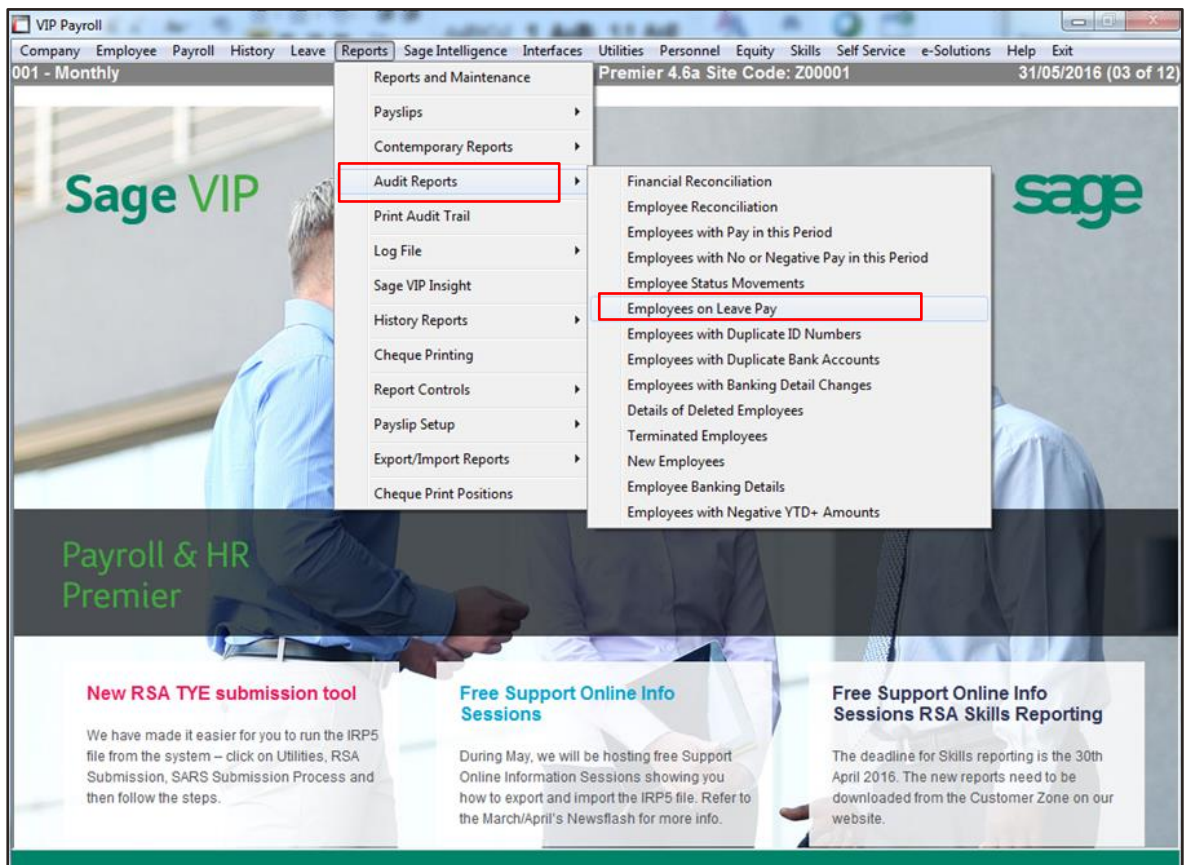 VIP Payroll
Company Employee Payroll History Leave Reports Sage Intelligence Interfaces Utilities Personnel Equity Skills Self Service e-Solutions Help Exit
001 - Monthly Premier 4.6a Site Code: Z00001 31/05/2016 (03 of 12)
Reports and Maintenance
Payslips
Contemporary Reports
Audit Reports
Print Audit Trail
Log File
Sage VIP Insight
History Reports
Cheque Printing
Report Controls
Payslip Setup
Export/Import Reports
Cheque Print Positions
Financial Reconciliation
Employee Reconciliation
Employees with Pay in this Period
Employees with No or Negative Pay in this Period
Employee Status Movements
Employees on Leave Pay
Employees with Duplicate ID Numbers
Employees with Duplicate Bank Accounts
Employees with Banking Detail Changes
Details of Deleted Employees
Terminated Employees
New Employees
Employee Banking Details
Employees with Negative YTD+ Amounts
Sage VIP
sage
Payroll & HR
Premier
New RSA TYE submission tool
We have made it easier for you to run the IRP5
file from the system – click on Utilities, RSA
Submission, SARS Submission Process and
then follow the steps.
Free Support Online Info
Sessions
During May, we will be hosting free Support
Online Information Sessions showing you
how to export and import the IRP5 file. Refer to
the March/April's Newsflash for more info.
Free Support Online Info
Sessions RSA Skills Reporting
The deadline for Skills reporting is the 30th
April 2016. The new reports need to be
downloaded from the Customer Zone on our
website.